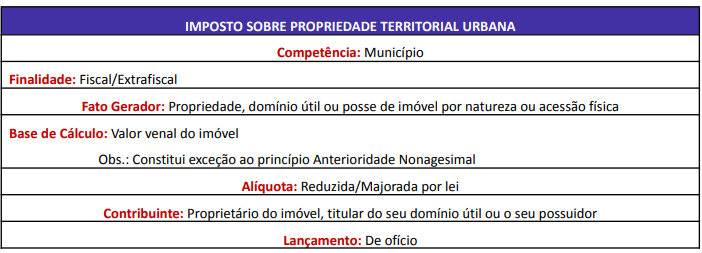 IMPOSTO SOBRE PROPRIEDADE TERRITORIAL URBANA
Competência: Município
Finalidade: Fiscal/Extrafiscal
Fato Gerador: Propriedade, domínio útil ou posse de imóvel por natureza ou acessão física
Base de Cálculo: Valor venal do imóvel
Obs.: Constitui exceção ao princípio Anterioridade Nonagesimal
Alíquota: Reduzida/Majorada por lei
Contribuinte: Proprietário do imóvel, titular do seu domínio útil ou o seu possuidor
Lançamento: De ofício